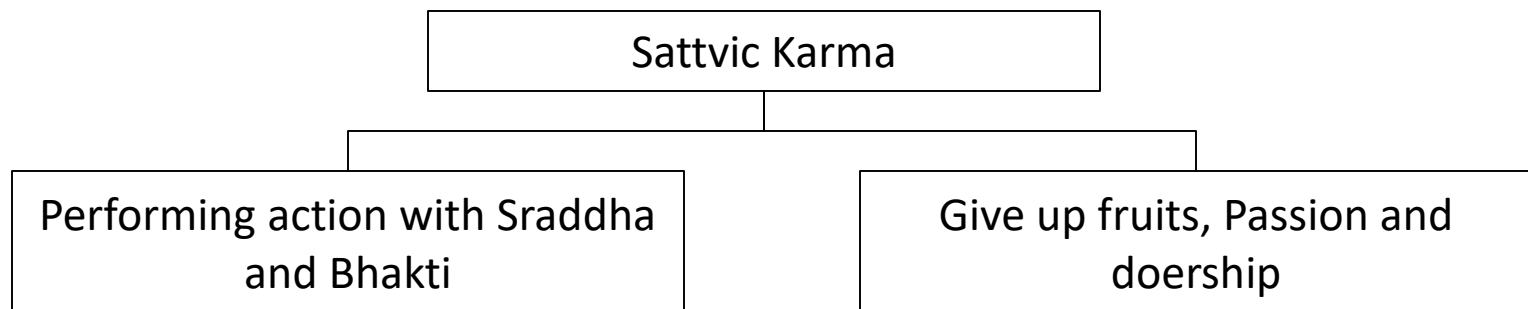 Sattvic Karma
Performing action with Sraddha
and Bhakti
Give up fruits, Passion and
doership